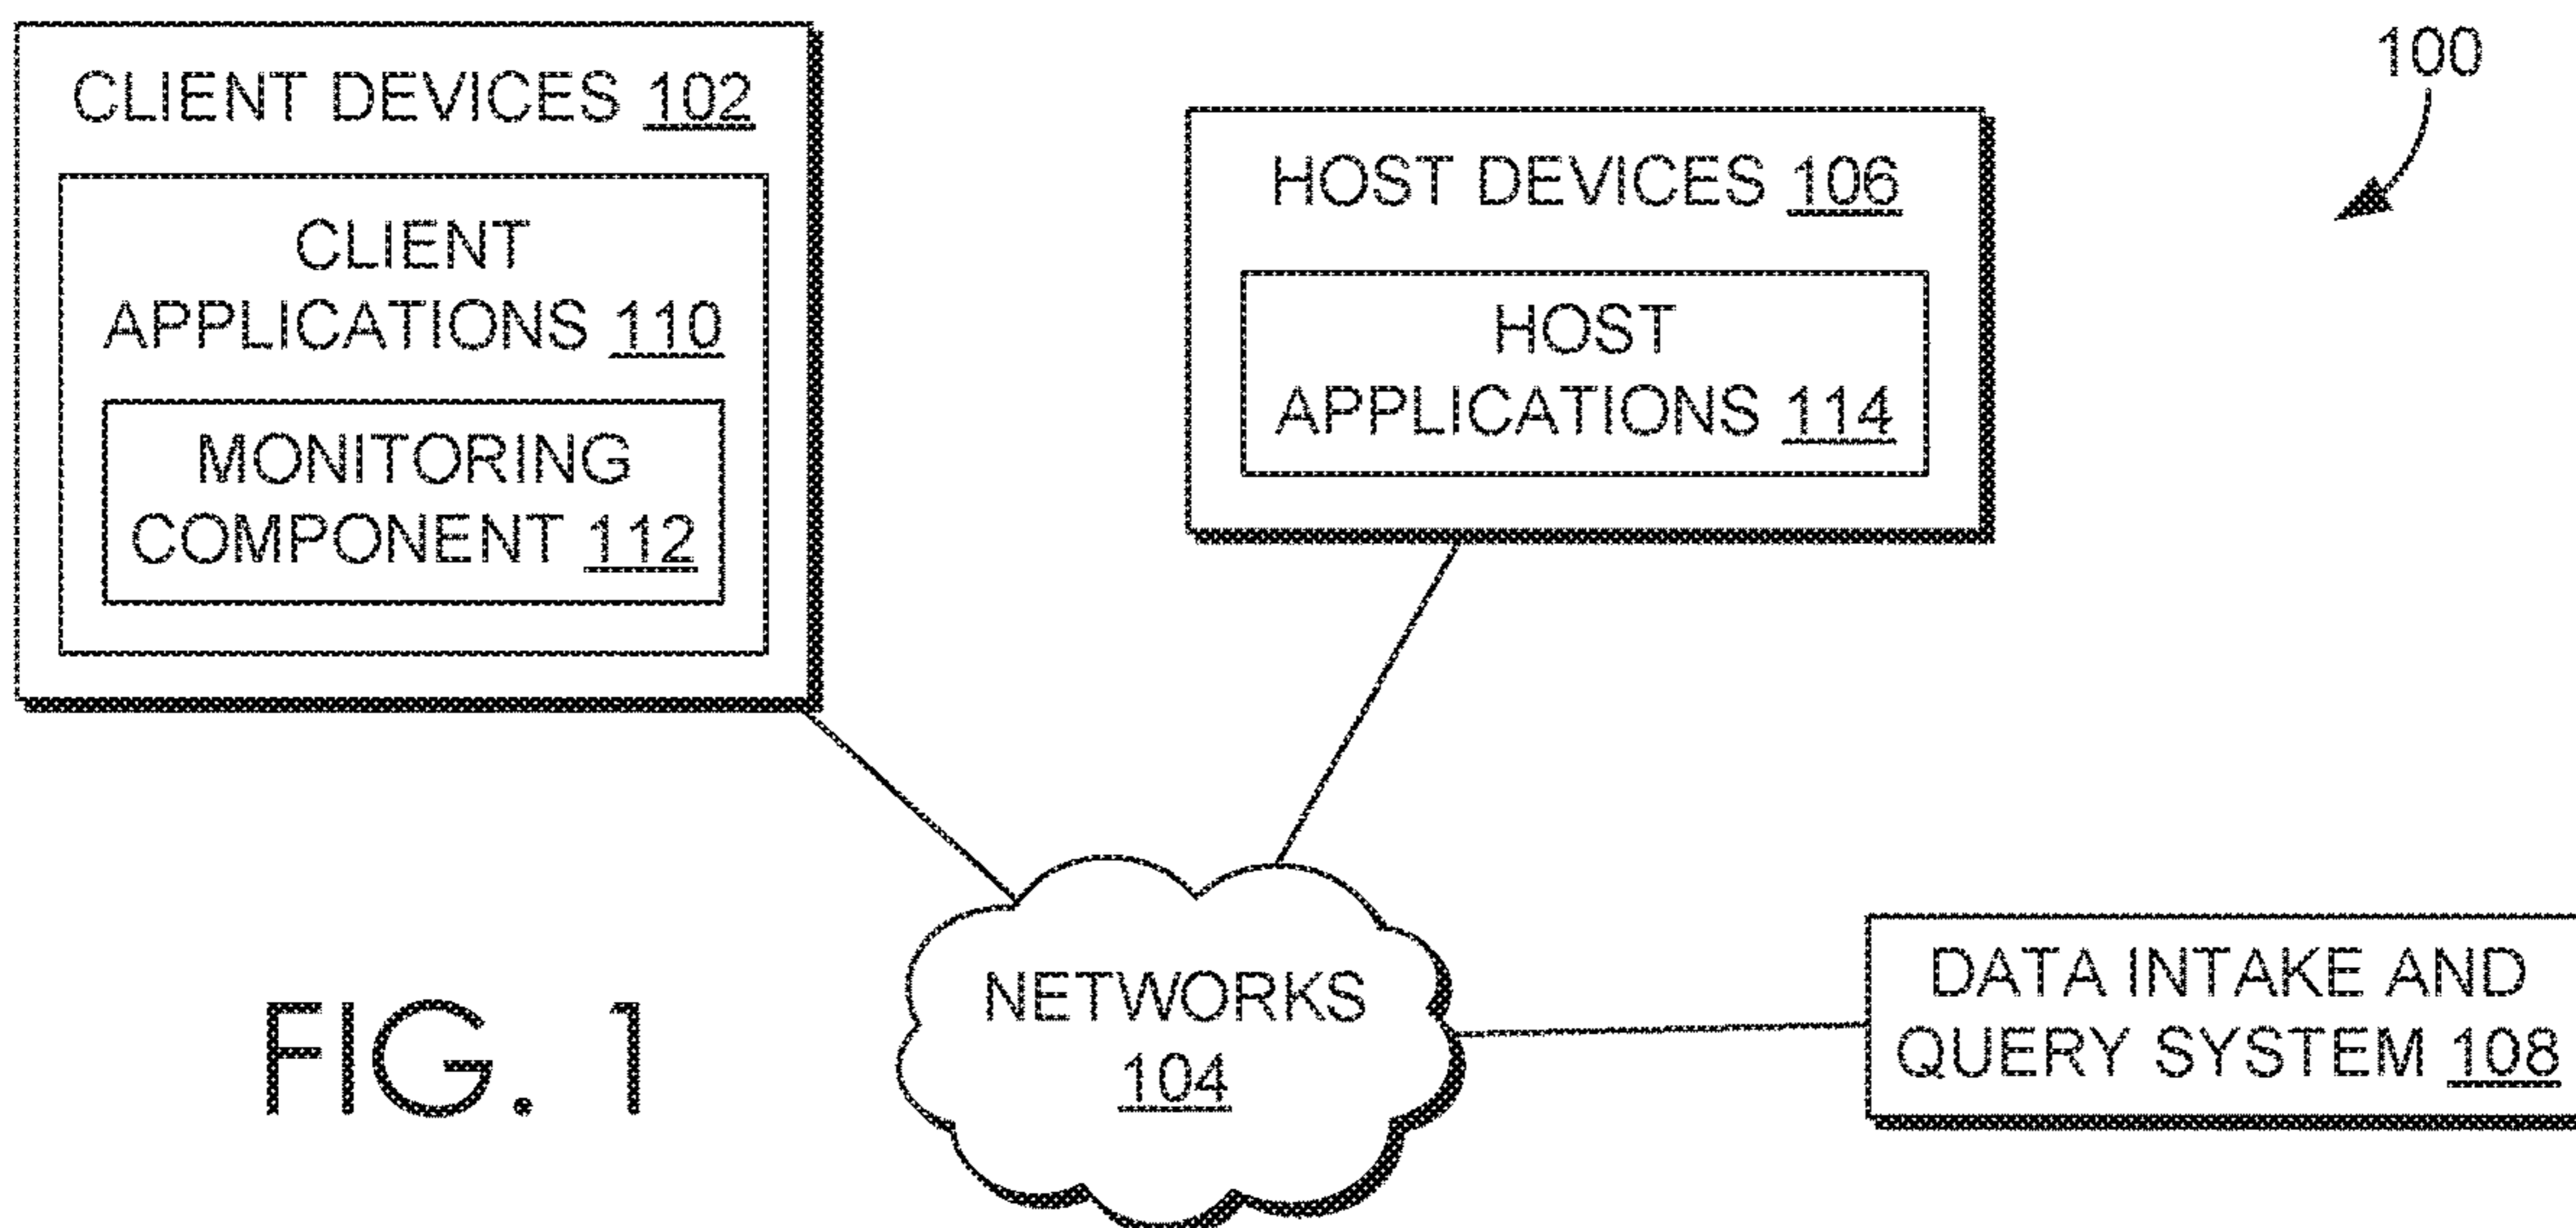 CLIENT DEVICES 102
CLIENT
APPLICATIONS 110
MONITORING
COMPONENT 112
HOST DEVICES 106
HOST
APPLICATIONS 114
100
NETWORKS
104
DATA INTAKE AND
QUERY SYSTEM 108
FIG. 1